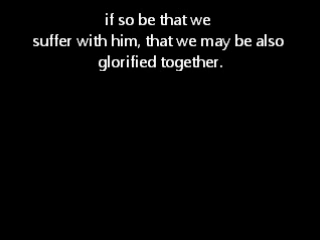 if so be that we
suffer with him, that we may be also
glorified together.